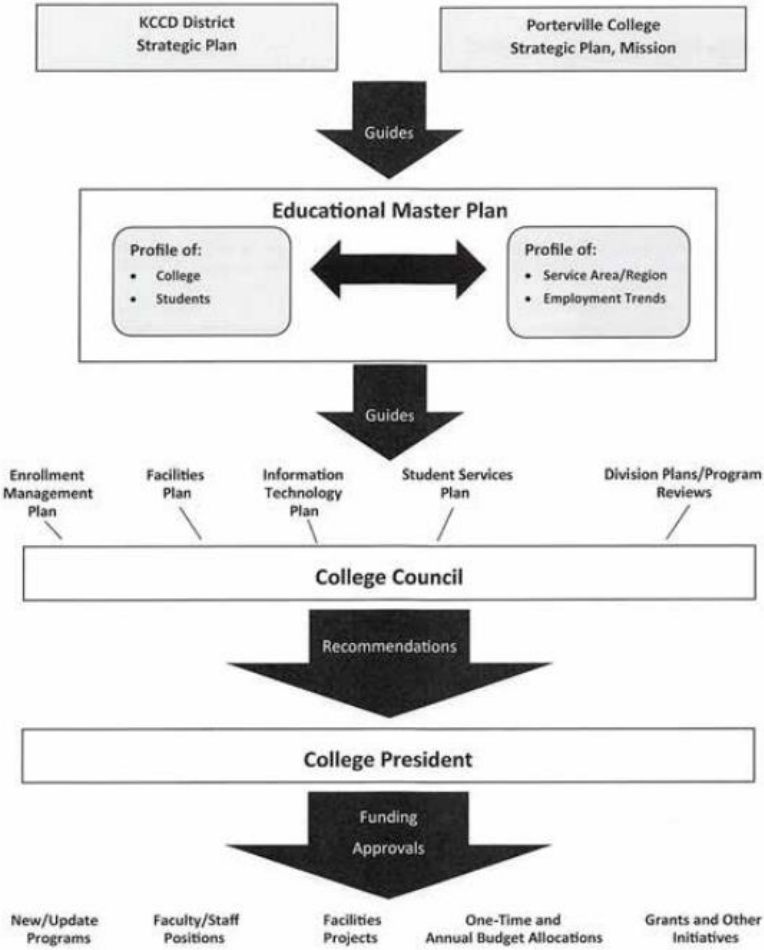 KCCD District
Strategic Plan
Porterville College
Strategic Plan, Mission
Guides
Educational Master Plan
Profile of:
• College
• Students
Profile of:
• Service Area/Region
• Employment Trends
Guides
Enrollment
Management
Plan
Facilities
Plan
Information
Technology
Plan
Student Services
Plan
Division Plans/Program
Reviews
College Council
Recommendations
College President
Funding
Approvals
New/Update
Programs
Faculty/Staff
Positions
Facilities
Projects
One-Time and
Annual Budget Allocations
Grants and Other
Initiatives